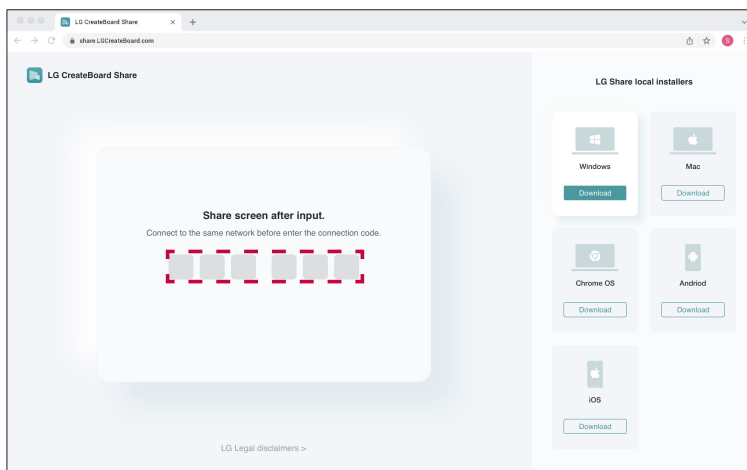 LG CreateBoard Share
share.LGCreateBoard.com
S
LG CreateBoard Share
Share screen after input.
Connect to the same network before enter the connection code.
LG Legal disclaimers >
LG Share local installers
Windows
Download
Mac
Download
Chrome OS
Download
Andriod
Download
iOS
Download